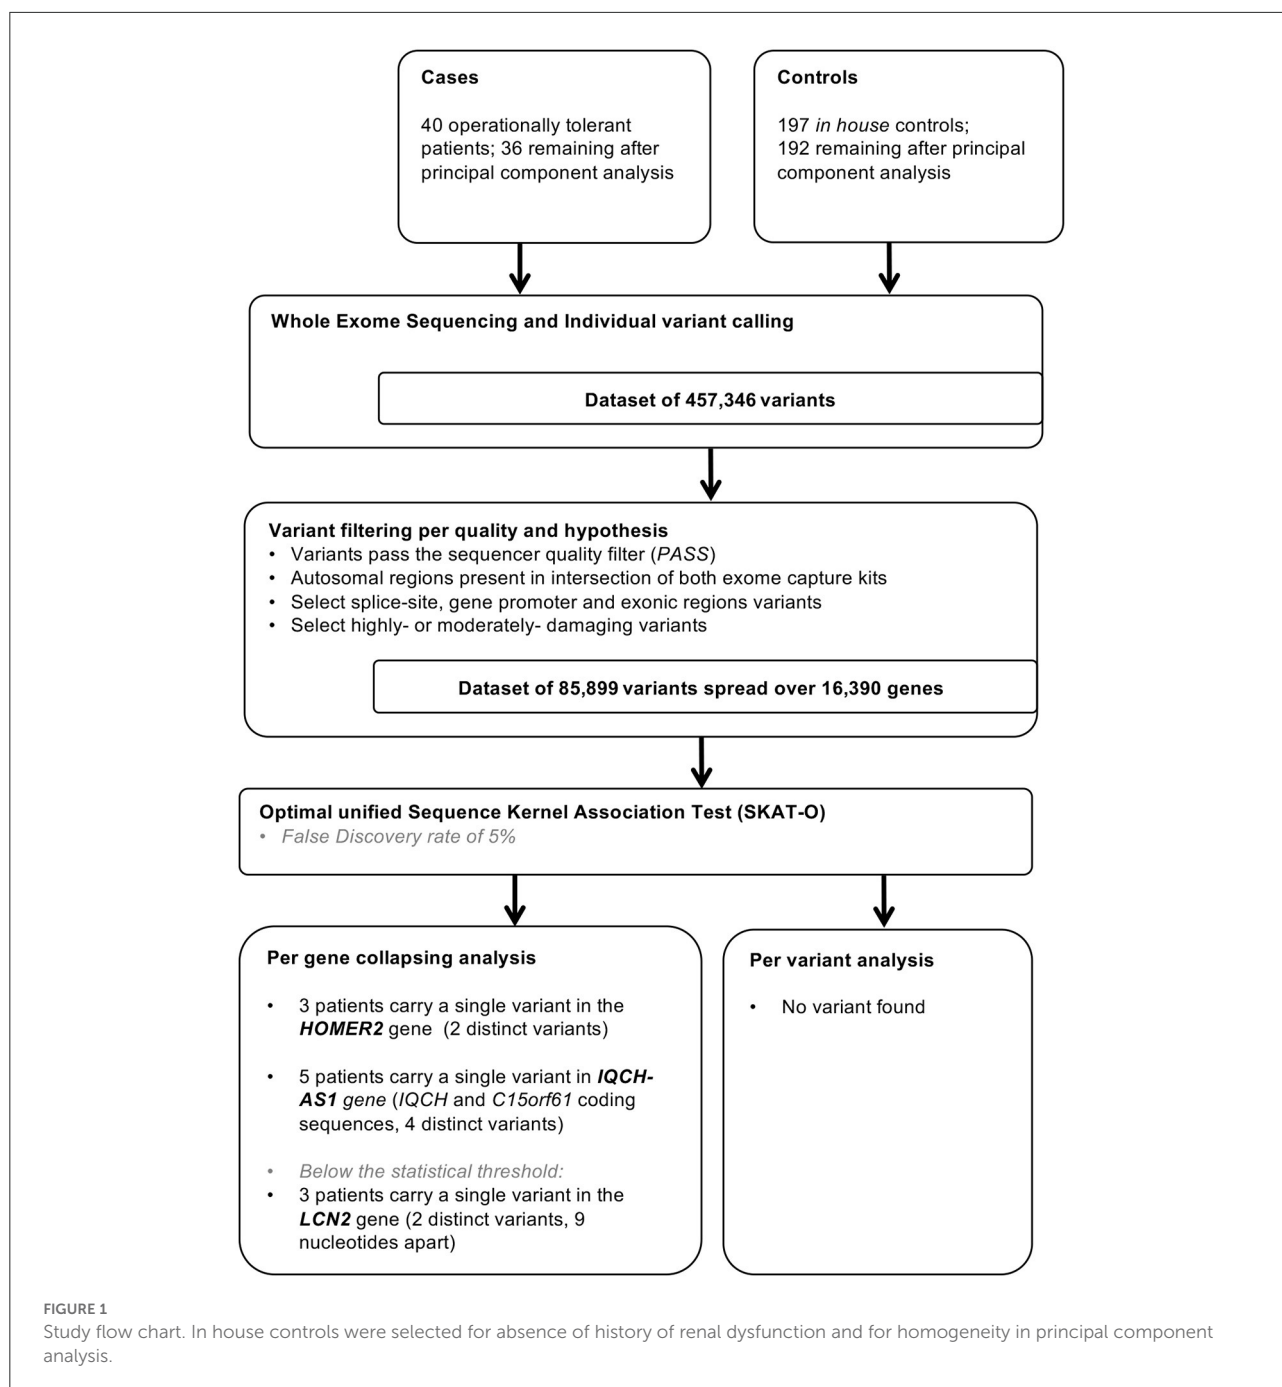 Cases
40 operationally tolerant
patients; 36 remaining after
principal component analysis
Controls
197 in house controls;
192 remaining after principal
component analysis
Whole Exome Sequencing and Individual variant calling
Dataset of 457,346 variants
Variant filtering per quality and hypothesis
• Variants pass the sequencer quality filter (PASS)
• Autosomal regions present in intersection of both exome capture kits
• Select splice-site, gene promoter and exonic regions variants
• Select highly- or moderately- damaging variants
Dataset of 85,899 variants spread over 16,390 genes
Optimal unified Sequence Kernel Association Test (SKAT-O)
• False Discovery rate of 5%
Per gene collapsing analysis
• 3 patients carry a single variant in the
HOMER2 gene (2 distinct variants)
• 5 patients carry a single variant in IQCH-
AS1 gene (IQCH and C15orf61 coding
sequences, 4 distinct variants)
• Below the statistical threshold:
• 3 patients carry a single variant in the
LCN2 gene (2 distinct variants, 9
nucleotides apart)
Per variant analysis
• No variant found
FIGURE 1
Study flow chart. In house controls were selected for absence of history of renal dysfunction and for homogeneity in principal component
analysis.